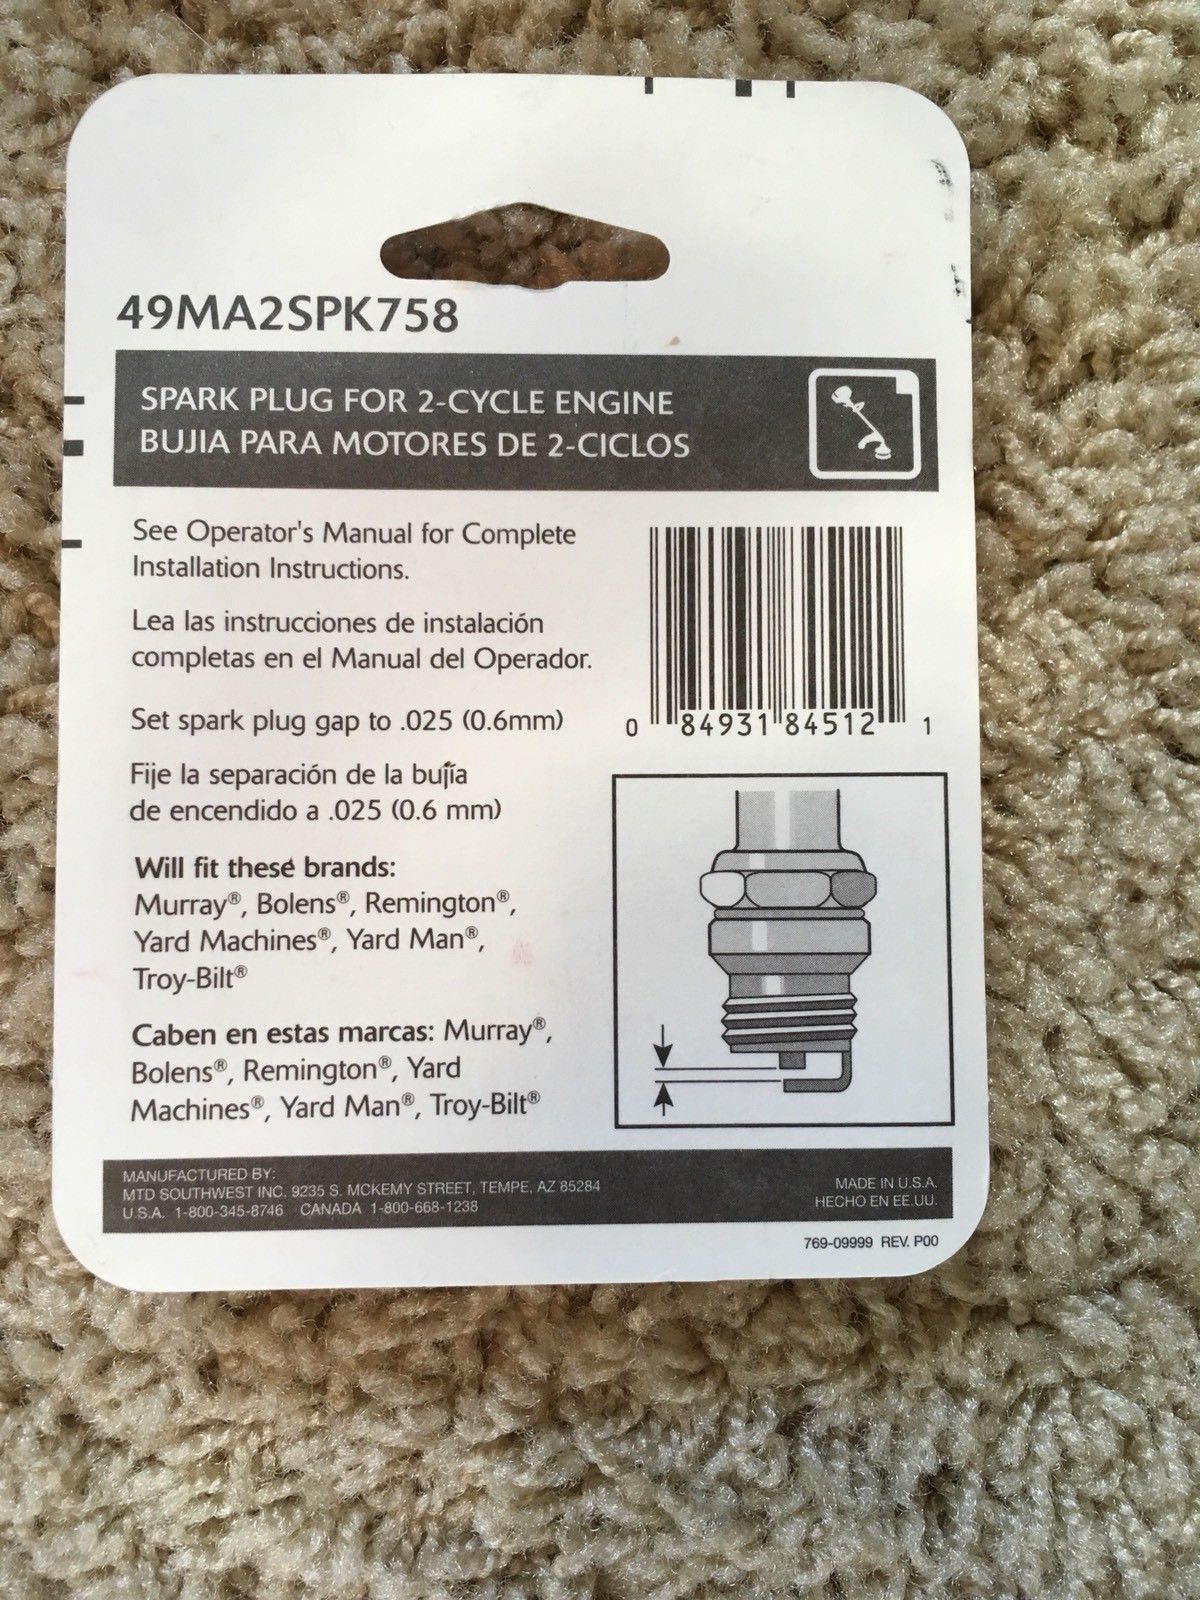 49MA2SPK758
SPARK PLUG FOR 2-CYCLE ENGINE
BUJIA PARA MOTORES DE 2-CICLOS
See Operator's Manual for Complete
Installation Instructions.
Lea las instrucciones de instalación
completas en el Manual del Operador.
Set spark plug gap to .025 (0.6mm)
Fije la separación de la bujía
de encendido a .025 (0.6 mm)
Will fit these brands:
Murray®, Bolens®, Remington®,
Yard Machines®, Yard Man®,
Troy-Bilt®
Caben en estas marcas: Murray®,
Bolens®, Remington®, Yard
Machines®, Yard Man®, Troy-Bilt®
0 84931 84512 1
MANUFACTURED BY:
MTD SOUTHWEST INC. 9235 S. MCKEMY STREET, TEMPE, AZ 85284
U.S.A. 1-800-345-8746 CANADA 1-800-668-1238
MADE IN U.S.A.
HECHO EN EE.UU.
769-09999 REV. P00